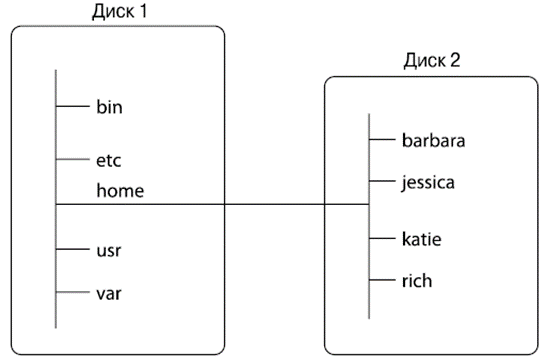 Диск 1
bin
etc
home
usr
var
Диск 2
barbara
jessica
katie
rich